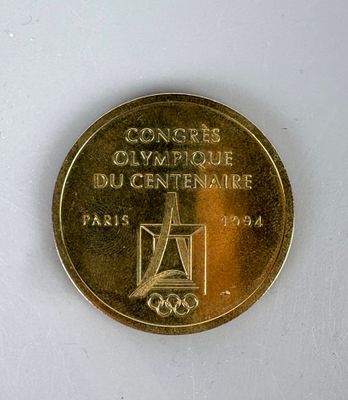 CONGRÈS
OLYMPIQUE
DU CENTENAIRE
PARIS 1994